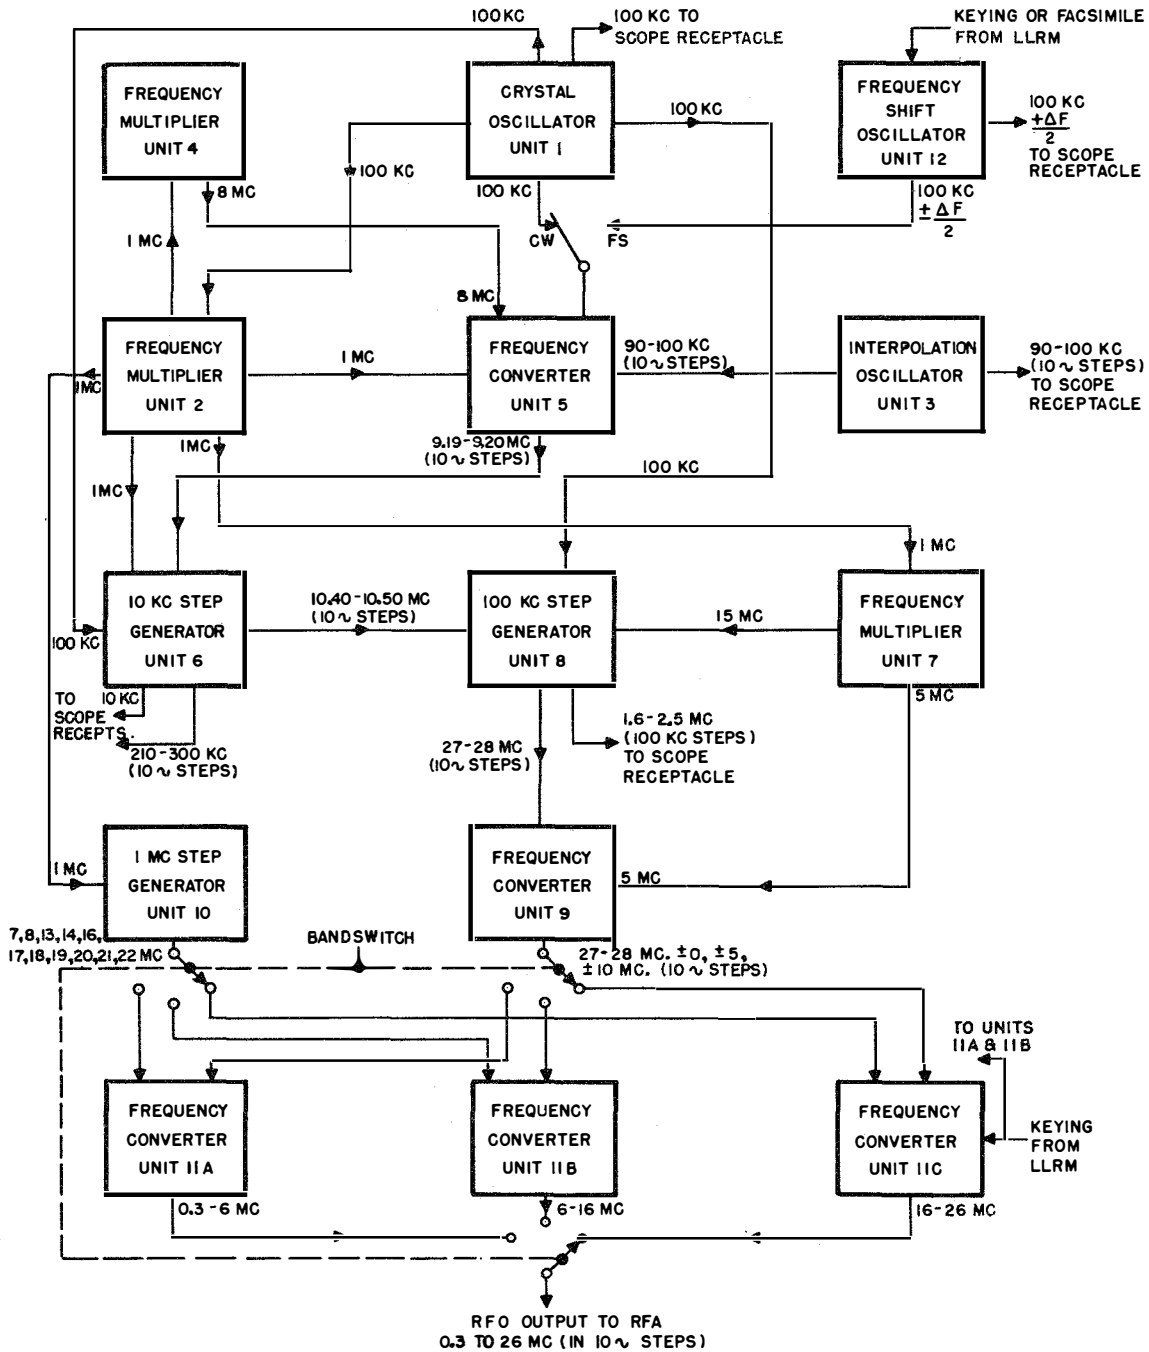 100 KC
100 KC TO
SCOPE RECEPTACLE
KEYING OR FACSIMILE
FROM LLRM
FREQUENCY
MULTIPLIER
UNIT 4
CRYSTAL
OSCILLATOR
UNIT 1
FREQUENCY
SHIFT
OSCILLATOR
UNIT 12
100 KC
100 KC
+ΔF
2
TO SCOPE
RECEPTACLE
100 KC
8 MC
100 KC
100 KC
± ΔF
2
1 MC
CW
FS
8 MC
FREQUENCY
MULTIPLIER
UNIT 2
1 MC
FREQUENCY
CONVERTER
UNIT 5
90-100 KC
(10~ STEPS)
INTERPOLATION
OSCILLATOR
UNIT 3
90-100 KC
(10~ STEPS)
TO SCOPE
RECEPTACLE
1MC
1MC
9.19-9.20 MC
(10~ STEPS)
100 KC
1MC
1 MC
10 KC STEP
GENERATOR
UNIT 6
10.40-10.50 MC
(10~ STEPS)
100 KC STEP
GENERATOR
UNIT 8
15 MC
FREQUENCY
MULTIPLIER
UNIT 7
100 KC
TO
SCOPE
RECEPTS.
10 KC
210-300 KC
(10~ STEPS)
5 MC
27-28 MC
(10~ STEPS)
1.6-2.5 MC
(100 KC STEPS)
TO SCOPE
RECEPTACLE
1 MC
1 MC STEP
GENERATOR
UNIT 10
FREQUENCY
CONVERTER
UNIT 9
5 MC
7,8,13,14,16,
17,18,19,20,21,22 MC
BANDSWITCH
27-28 MC. ±0, ±5,
±10 MC. (10~ STEPS)
TO UNITS
11A & 11B
FREQUENCY
CONVERTER
UNIT 11A
FREQUENCY
CONVERTER
UNIT 11B
FREQUENCY
CONVERTER
UNIT 11C
KEYING
FROM
LLRM
0.3-6 MC
6-16 MC
16-26 MC
RFO OUTPUT TO RFA
0.3 TO 26 MC (IN 10~ STEPS)